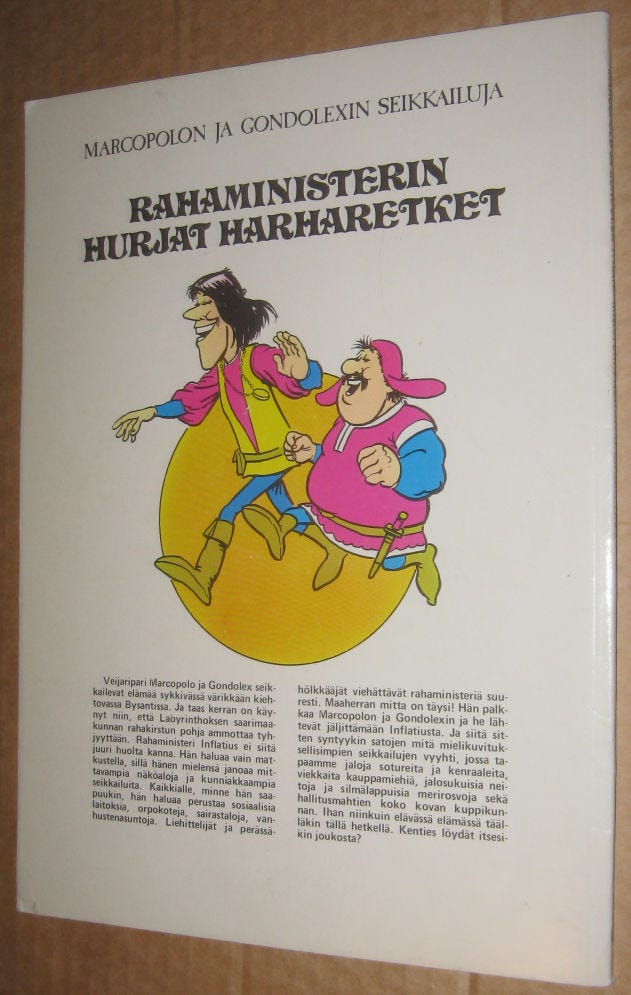 MARCOPOLON JA GONDOLEXIN SEIKKAILUJA
RAHAMINISTERIN
HURJAT HARHARETKET
Veijaripari Marcopolo ja Gondolex seik-
kailevat elämää sykkivässä värikkään kieh-
tovassa Bysantissa. Ja taas kerran on käy-
nyt niin, että Labyrinthoksen saarimaa-
kunnan rahakirstun pohja ammottaa tyh-
jyyttään. Rahaministeri Inflatius ei siitä
juuri huolta kanna. Hän haluaa vain mat-
kustella, sillä hänen mielensä janoaa mit-
tavampia näköaloja ja kunniakkaampia
seikkailuita. Kaikkialle, minne hän saa-
puukin, hän haluaa perustaa sosiaalisia
laitoksia, orpokoteja, sairastaloja, van-
hustenasuntoja. Liehittelijät ja perässä-
hölkkääjät viehättävät rahaministeriä suu-
resti. Maaherran mitta on täysi! Hän palk-
kaa Marcopolon ja Gondolexin ja he läh-
tevät jäljittämään Inflatiusta. Ja siitä sit-
ten syntyykin satojen mitä mielikuvituk-
sellisimpien seikkailujen vyyhti, jossa ta-
paamme jaloja sotureita ja kenraaleita,
viekkaita kauppamiehiä, jalosukuisia nei-
toja ja silmälappuisia merirosvoja sekä
hallitusmahtien koko kovan kuppikun-
nan. Ihan niinkuin elävässä elämässä tääl-
läkin tällä hetkellä. Kenties löydät itsesi-
kin joukosta?